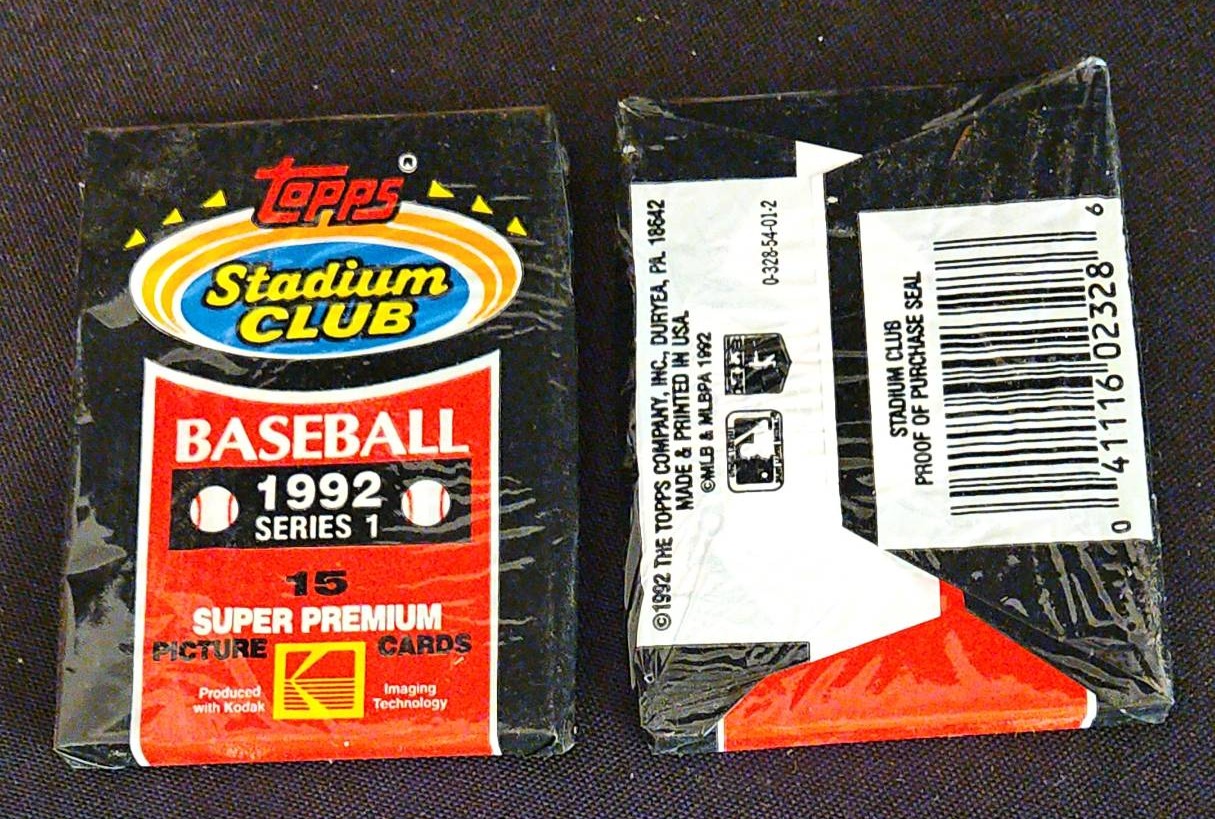 Topps®
Stadium
CLUB
BASEBALL
1992
SERIES 1
15
SUPER PREMIUM
PICTURE CARDS
Produced
with Kodak
Imaging
Technology
©1992 THE TOPPS COMPANY, INC., DURYEA, PA. 18642
MADE & PRINTED IN USA.
©MLB & MLBPA 1992
0-328-54-01-2
STADIUM CLUB
PROOF OF PURCHASE SEAL
0 41116 02328 6